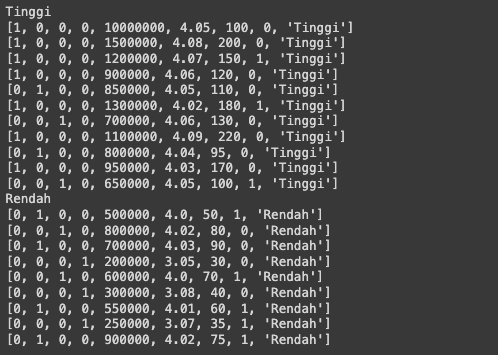 Tinggi
[1, 0, 0, 0, 10000000, 4.05, 100, 0, 'Tinggi']
[1, 0, 0, 0, 1500000, 4.08, 200, 0, 'Tinggi']
[1, 0, 0, 0, 1200000, 4.07, 150, 1, 'Tinggi']
[1, 0, 0, 0, 900000, 4.06, 120, 0, 'Tinggi']
[0, 1, 0, 0, 850000, 4.05, 110, 0, 'Tinggi']
[1, 0, 0, 0, 1300000, 4.02, 180, 1, 'Tinggi']
[0, 0, 1, 0, 700000, 4.06, 130, 0, 'Tinggi']
[1, 0, 0, 0, 1100000, 4.09, 220, 0, 'Tinggi']
[0, 1, 0, 0, 800000, 4.04, 95, 0, 'Tinggi']
[1, 0, 0, 0, 950000, 4.03, 170, 0, 'Tinggi']
[0, 0, 1, 0, 650000, 4.05, 100, 1, 'Tinggi']
Rendah
[0, 1, 0, 0, 500000, 4.0, 50, 1, 'Rendah']
[0, 0, 1, 0, 800000, 4.02, 80, 0, 'Rendah']
[0, 1, 0, 0, 700000, 4.03, 90, 0, 'Rendah']
[0, 0, 0, 1, 200000, 3.05, 30, 0, 'Rendah']
[0, 0, 1, 0, 600000, 4.0, 70, 1, 'Rendah']
[0, 0, 0, 1, 300000, 3.08, 40, 0, 'Rendah']
[0, 1, 0, 0, 550000, 4.01, 60, 1, 'Rendah']
[0, 0, 0, 1, 250000, 3.07, 35, 1, 'Rendah']
[0, 1, 0, 0, 900000, 4.02, 75, 1, 'Rendah']